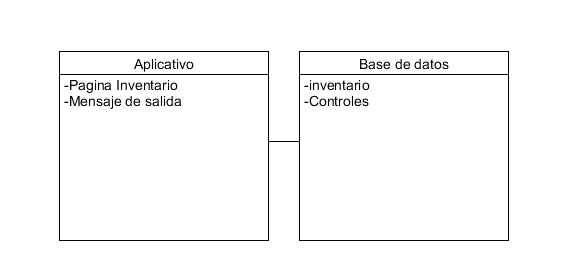 Aplicativo
-Pagina Inventario
-Mensaje de salida
Base de datos
-inventario
-Controles